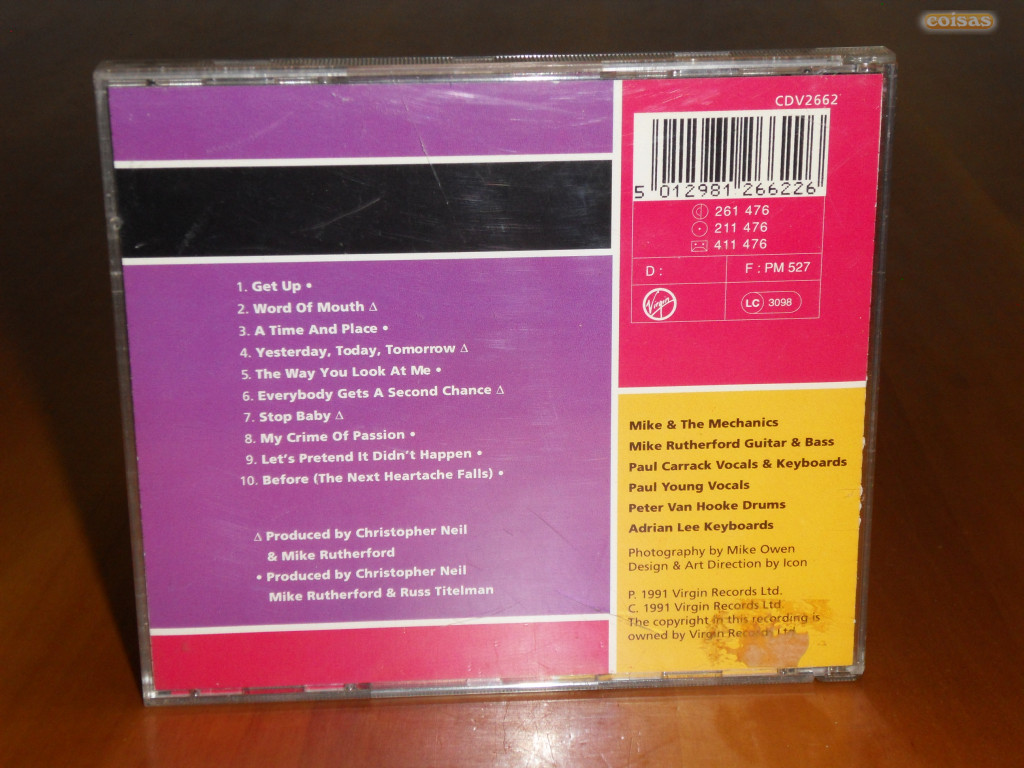 coisas
CDV2662
5 012981 266226
261 476
211 476
411 476
D :
F : PM 527
Virgin
LC 3098
1. Get Up •
2. Word Of Mouth Δ
3. A Time And Place •
4. Yesterday, Today, Tomorrow Δ
5. The Way You Look At Me •
6. Everybody Gets A Second Chance Δ
7. Stop Baby Δ
8. My Crime Of Passion •
9. Let's Pretend It Didn't Happen •
10. Before (The Next Heartache Falls) •
Δ Produced by Christopher Neil
& Mike Rutherford
• Produced by Christopher Neil
Mike Rutherford & Russ Titelman
Mike & The Mechanics
Mike Rutherford Guitar & Bass
Paul Carrack Vocals & Keyboards
Paul Young Vocals
Peter Van Hooke Drums
Adrian Lee Keyboards
Photography by Mike Owen
Design & Art Direction by Icon
P. 1991 Virgin Records Ltd.
C. 1991 Virgin Records Ltd.
The copyright in this recording is
owned by Virgin Records Ltd.